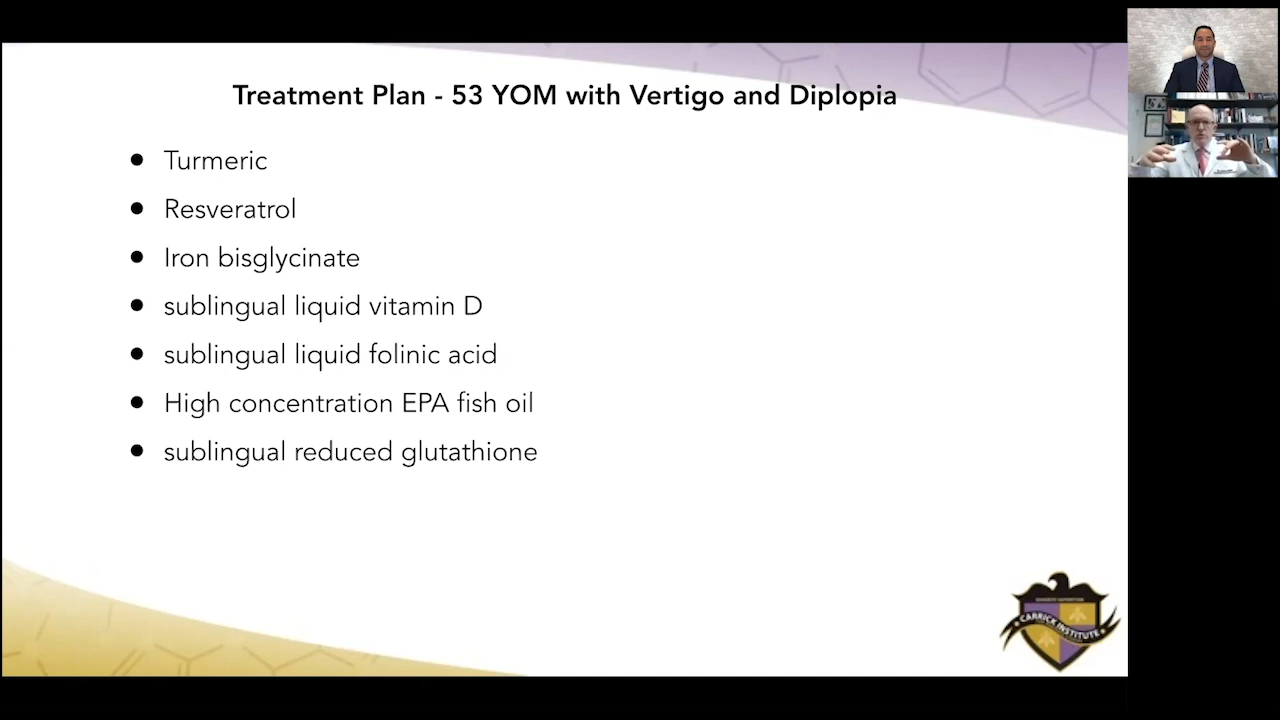 Treatment Plan - 53 YOM with Vertigo and Diplopia
● Turmeric
● Resveratrol
● Iron bisglycinate
● sublingual liquid vitamin D
● sublingual liquid folinic acid
● High concentration EPA fish oil
● sublingual reduced glutathione
CARRICK INSTITUTE